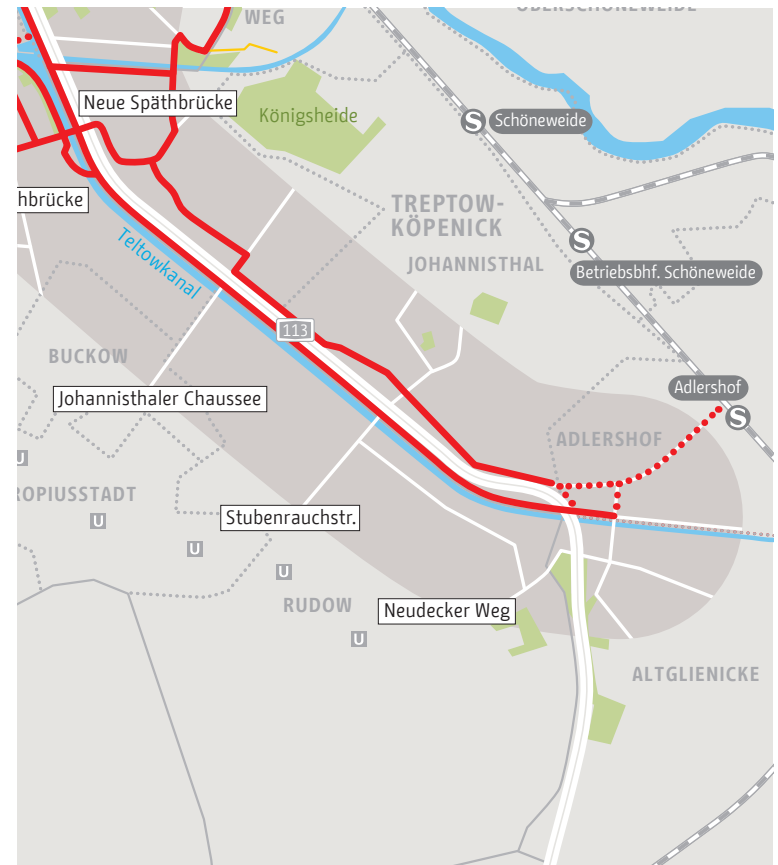 OBERSCHÖNEWEIDE
WEG
Neue Späthbrücke
Königsheide
S
Schöneweide
hbrücke
TREPTOW-
KÖPENICK
Teltowkanal
JOHANNISTHAL
S
Betriebsbhf. Schöneweide
113
BUCKOW
Johannisthaler Chaussee
Adlershof
S
ADLERSHOF
U
ROPIUSSTADT
U
Stubenrauchstr.
U
U
RUDOW
Neudecker Weg
U
ALTGLIENICKE